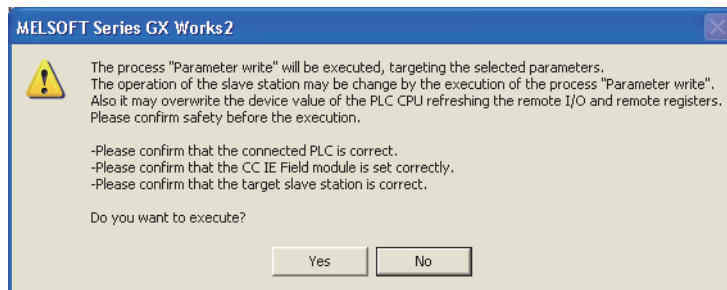 MELSOFT Series GX Works2
The process "Parameter write" will be executed, targeting the selected parameters.
The operation of the slave station may be change by the execution of the process "Parameter write".
Also it may overwrite the device value of the PLC CPU refreshing the remote I/O and remote registers.
Please confirm safety before the execution.
-Please confirm that the connected PLC is correct.
-Please confirm that the CC IE Field module is set correctly.
-Please confirm that the target slave station is correct.
Do you want to execute?
Yes No